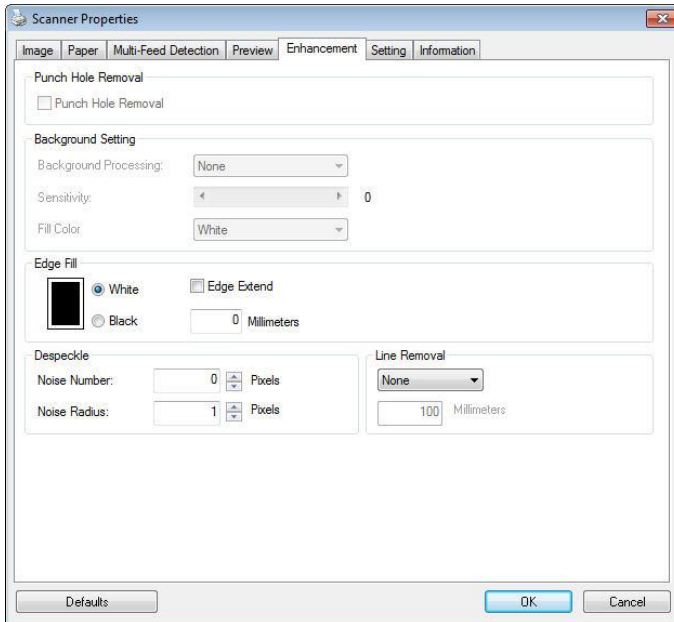 Scanner Properties
Image Paper Multi-Feed Detection Preview Enhancement Setting Information
Punch Hole Removal
Punch Hole Removal
Background Setting
Background Processing: None
Sensitivity: 0
Fill Color White
Edge Fill
White Edge Extend
Black 0 Millimeters
Despeckle Line Removal
Noise Number: 0 Pixels None
Noise Radius: 1 Pixels 100 Millimeters
Defaults OK Cancel